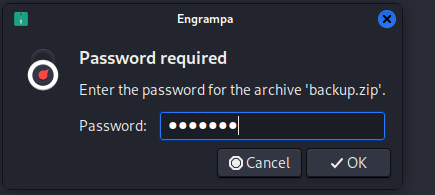 Engrampa
Password required
Enter the password for the archive 'backup.zip'.
Password: ●●●●●●●
Cancel
OK